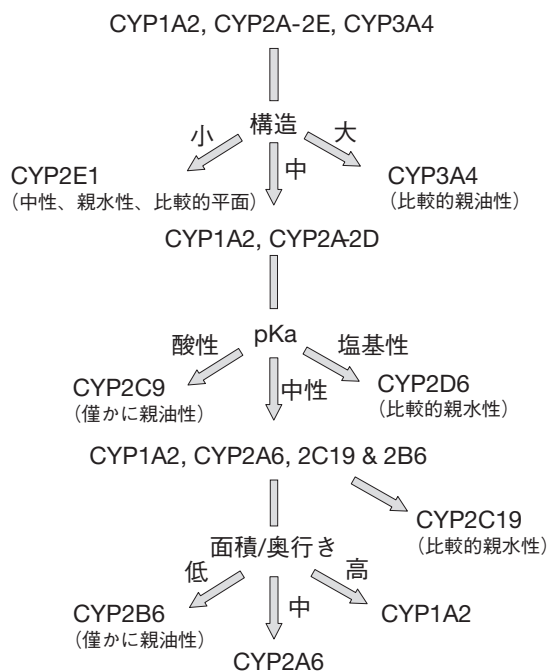 CYP1A2, CYP2A-2E, CYP3A4
構造
小
大
中
CYP2E1
(中性、親水性、比較的平面)
CYP3A4
(比較的親油性)
CYP1A2, CYP2A-2D
pKa
酸性
塩基性
中性
CYP2C9
(僅かに親油性)
CYP2D6
(比較的親水性)
CYP1A2, CYP2A6, 2C19 & 2B6
CYP2C19
(比較的親水性)
面積/奥行き
低
高
中
CYP2B6
(僅かに親油性)
CYP1A2
CYP2A6